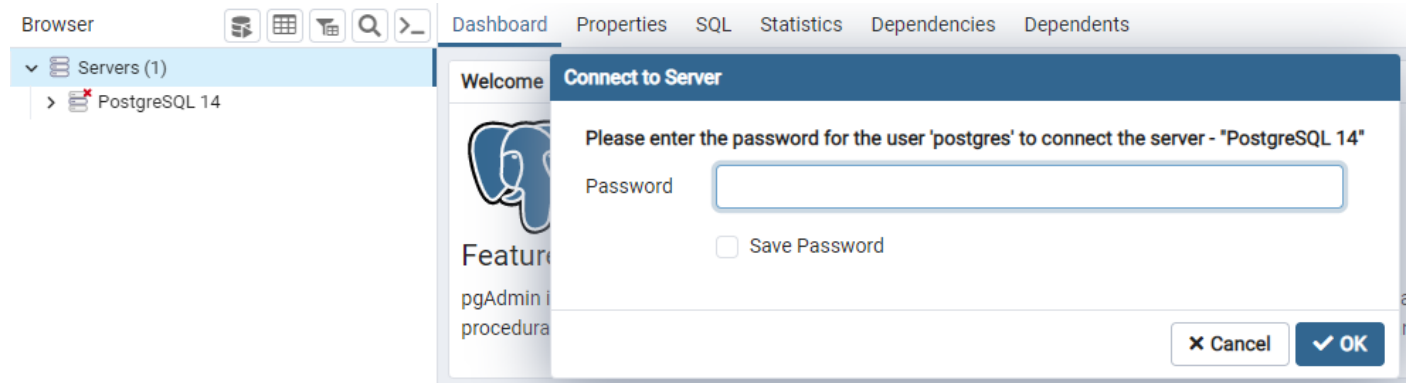 Browser
Dashboard Properties SQL Statistics Dependencies Dependents
Servers (1)
PostgreSQL 14
Welcome
Connect to Server
Please enter the password for the user 'postgres' to connect the server - "PostgreSQL 14"
Password
Save Password
Feature
pgAdmin i
procedura
Cancel
OK